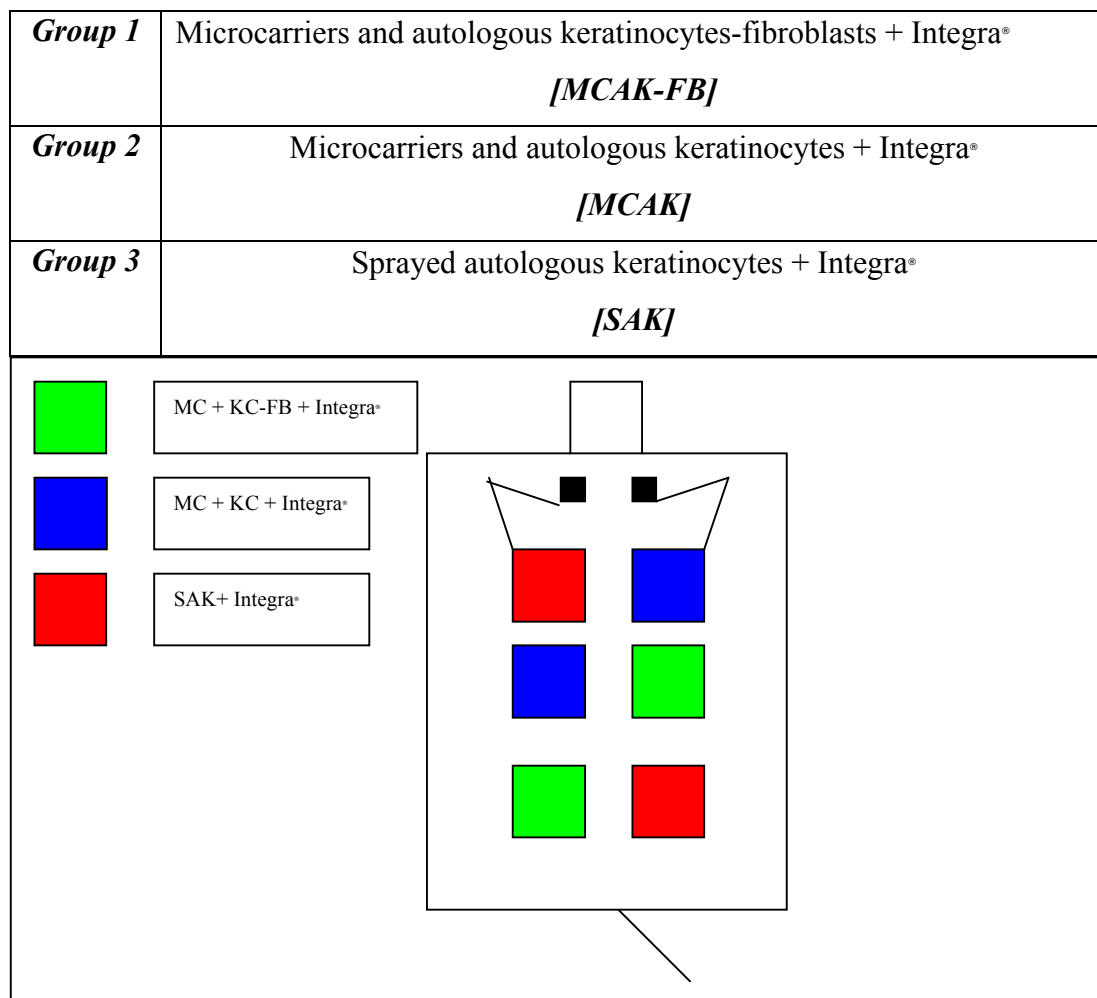 Group 1 Microcarriers and autologous keratinocytes-fibroblasts + Integra®
[MCAK-FB]
Group 2 Microcarriers and autologous keratinocytes + Integra®
[MCAK]
Group 3 Sprayed autologous keratinocytes + Integra®
[SAK]
MC + KC-FB + Integra®
MC + KC + Integra®
SAK+ Integra®